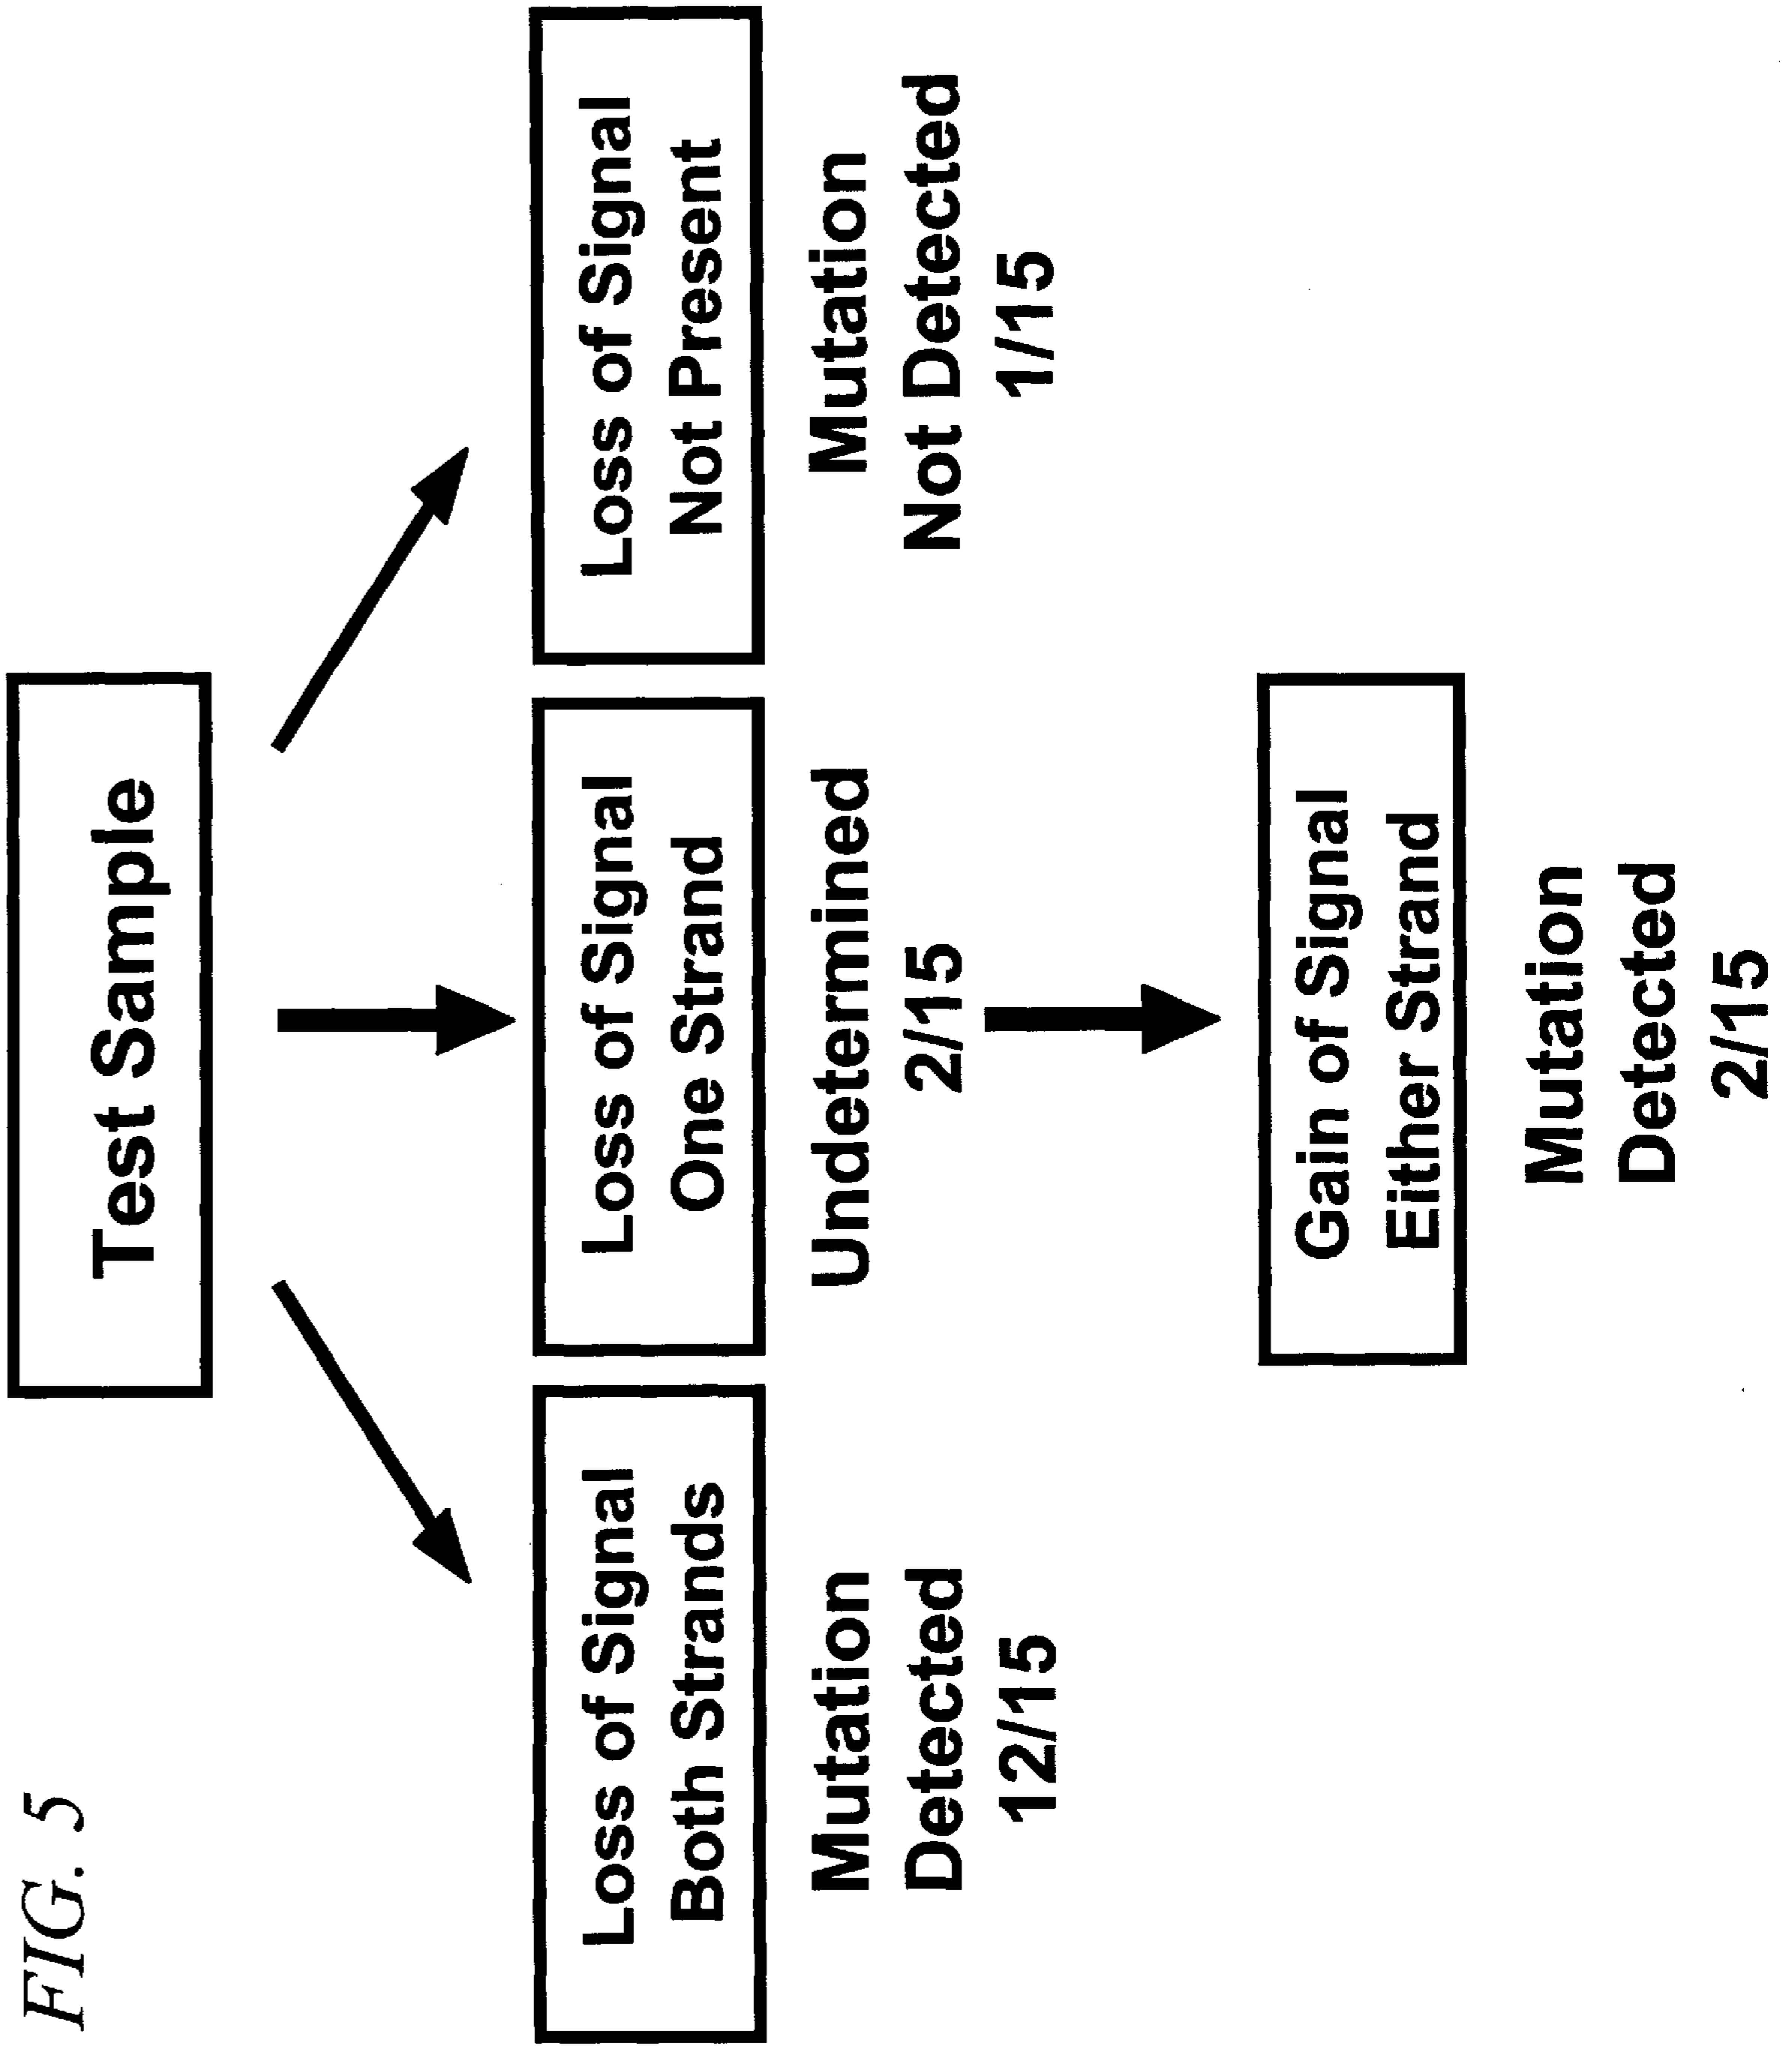 FIG. 5
Test Sample
Loss of Signal
Both Strands
Mutation
Detected
12/15
Loss of Signal
One Strand
Undetermined
2/15
Loss of Signal
Not Present
Mutation
Not Detected
1/15
Gain of Signal
Either Strand
Mutation
Detected
2/15